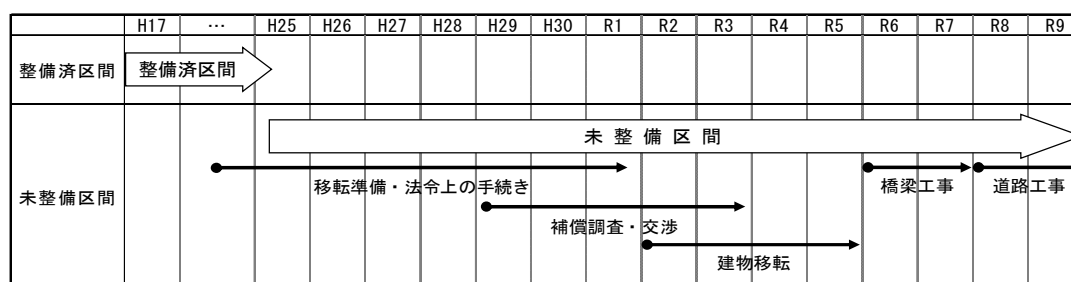 H17 … H25 H26 H27 H28 H29 H30 R1 R2 R3 R4 R5 R6 R7 R8 R9
整備済区間 整備済区間
未整備区間
未整備区間
移転準備・法令上の手続き 橋梁工事 道路工事
補償調査・交渉
建物移転